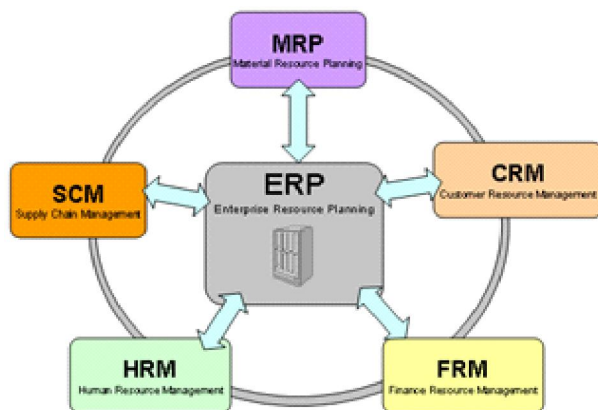 MRP
Material Resource Planning
CRM
Customer Resource Management
ERP
Enterprise Resource Planning
SCM
Supply Chain Management
HRM
Human Resource Management
FRM
Finance Resource Management